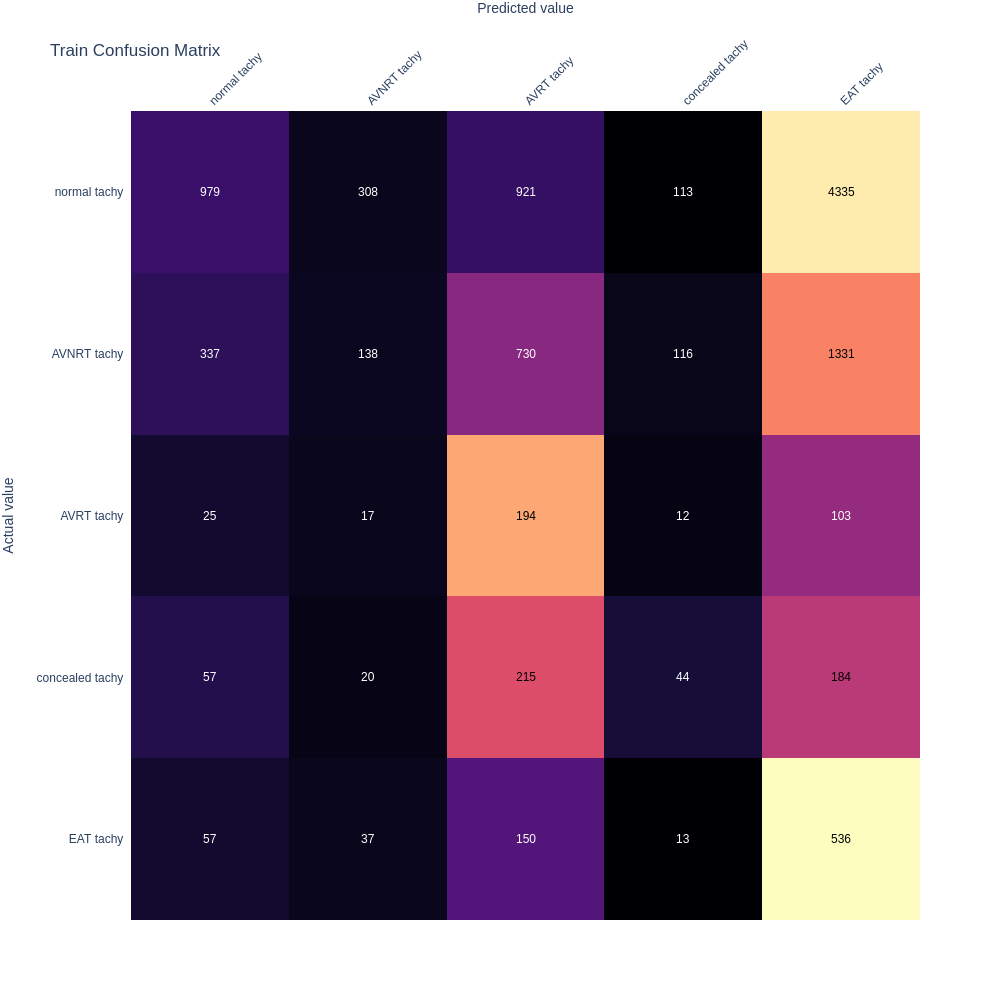 Predicted value
Train Confusion Matrix
normal tachy
AVNRT tachy
AVRT tachy
concealed tachy
EAT tachy
normal tachy 979 308 921 113 4335
AVNRT tachy 337 138 730 116 1331
Actual value
AVRT tachy 25 17 194 12 103
concealed tachy 57 20 215 44 184
EAT tachy 57 37 150 13 536